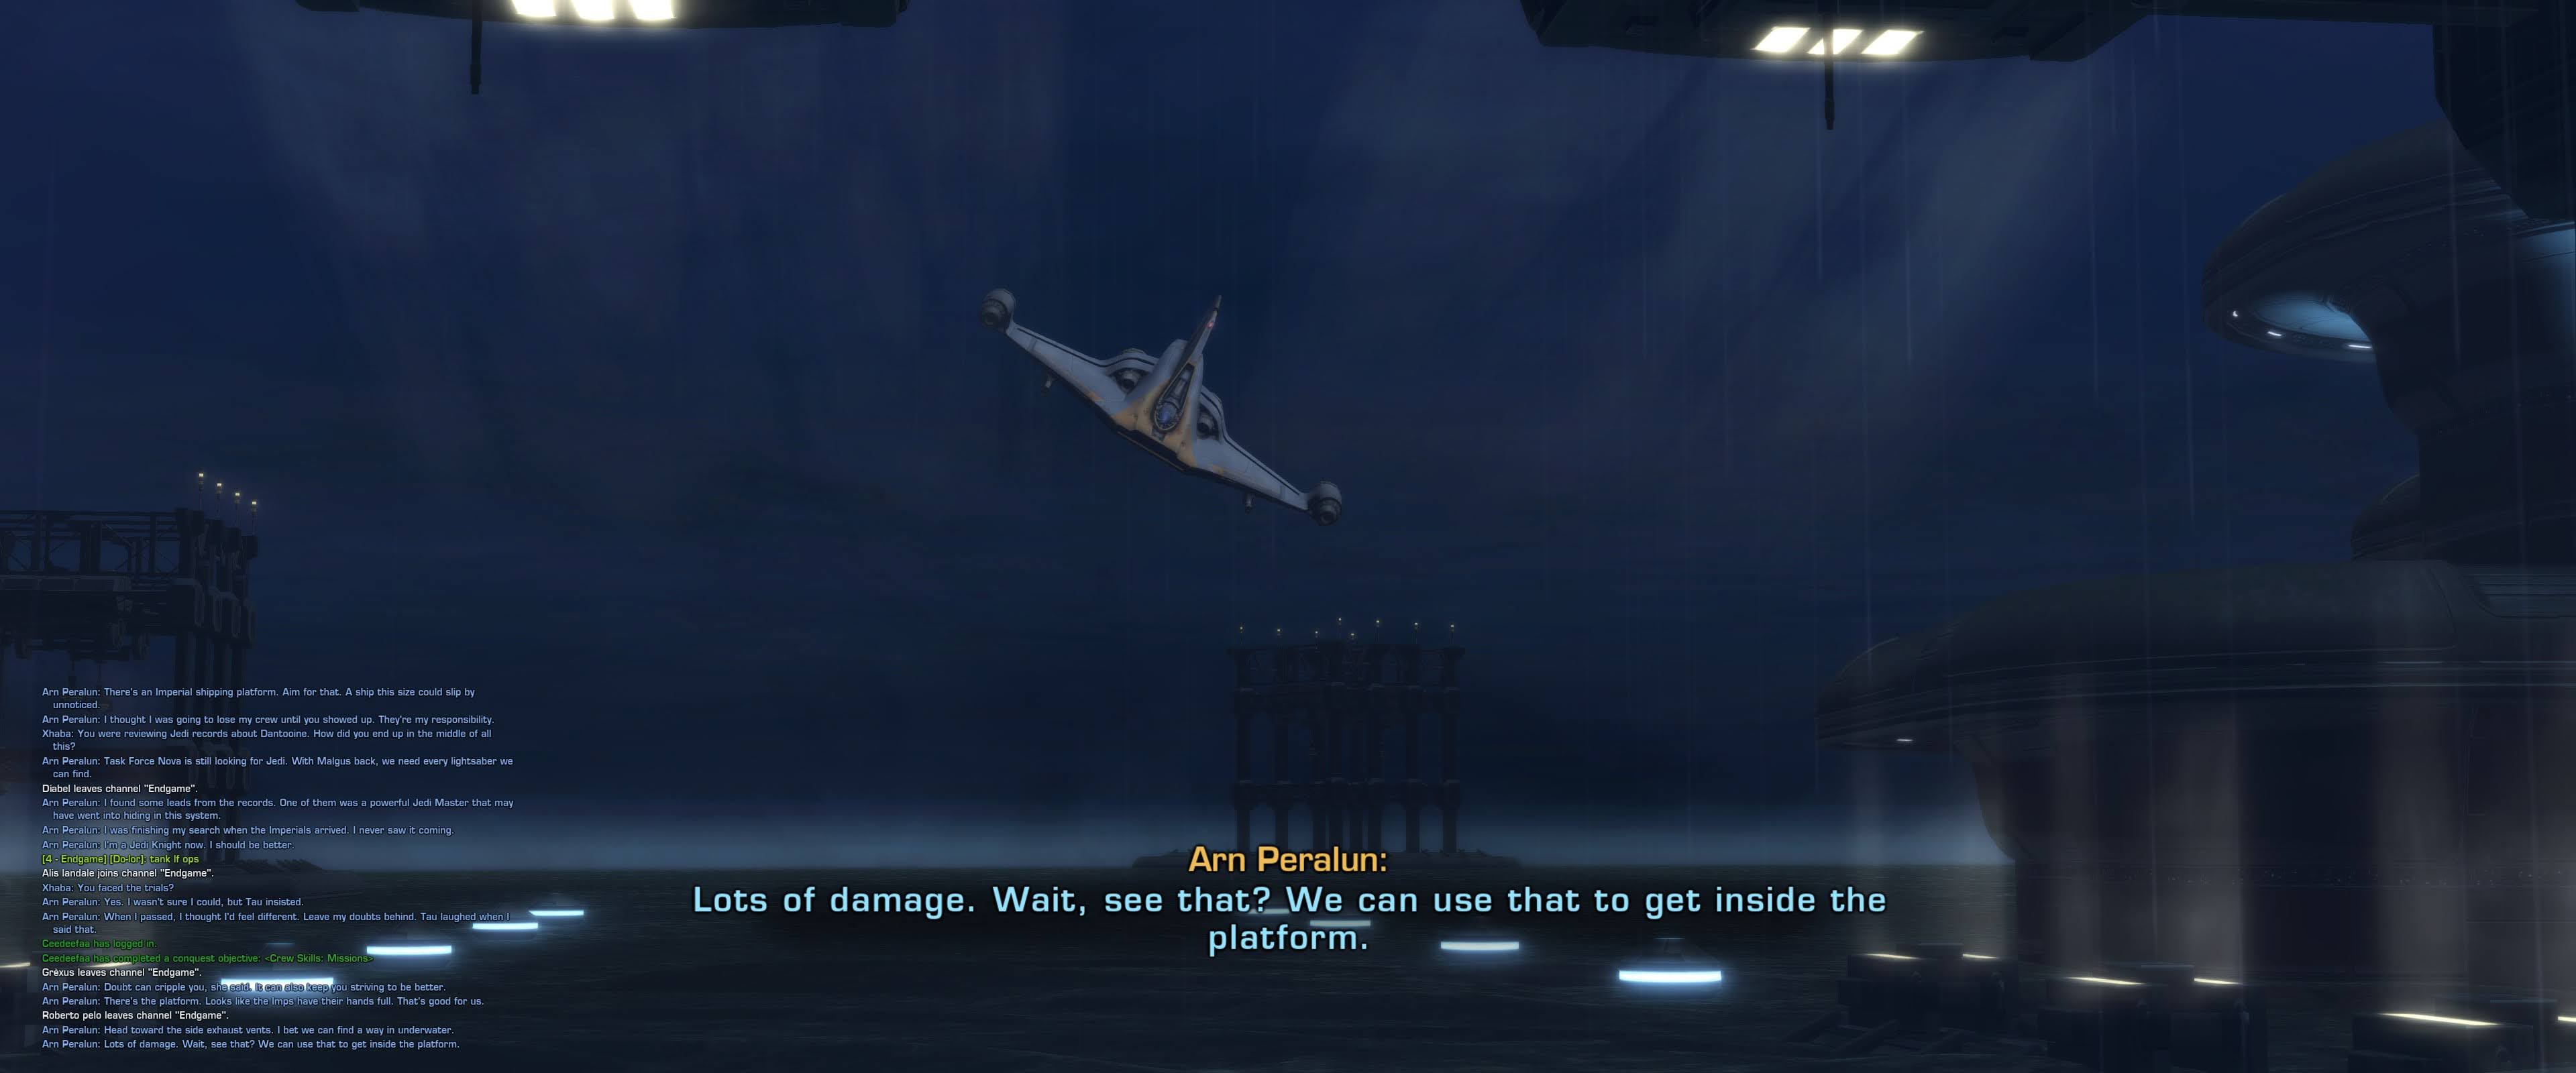 Arn Peralun: There's an Imperial shipping platform. Aim for that. A ship this size could slip by
unnoticed.
Arn Peralun: I thought I was going to lose my crew until you showed up. They're my responsibility.
Xhaba: You were reviewing Jedi records about Dantooine. How did you end up in the middle of all
this?
Arn Peralun: Task Force Nova is still looking for Jedi. With Malgus back, we need every lightsaber we
can find.
Diabel leaves channel "Endgame".
Arn Peralun: I found some leads from the records. One of them was a powerful Jedi Master that may
have went into hiding in this system.
Arn Peralun: I was finishing my search when the Imperials arrived. I never saw it coming.
Arn Peralun: I'm a Jedi Knight now. I should be better.
[4 - Endgame] [Do-lor]: tank lf ops
Alis landale joins channel "Endgame".
Xhaba: You faced the trials?
Arn Peralun: Yes. I wasn't sure I could, but Tau insisted.
Arn Peralun: When I passed, I thought I'd feel different. Leave my doubts behind. Tau laughed when I
said that.
Ceedeefaa has logged in.
Ceedeefaa has completed a conquest objective: <Crew Skills: Missions>
Grèxus leaves channel "Endgame".
Arn Peralun: Doubt can cripple you, she said. It can also keep you striving to be better.
Arn Peralun: There's the platform. Looks like the Imps have their hands full. That's good for us.
Roberto pelo leaves channel "Endgame".
Arn Peralun: Head toward the side exhaust vents. I bet we can find a way in underwater.
Arn Peralun: Lots of damage. Wait, see that? We can use that to get inside the platform.
Arn Peralun:
Lots of damage. Wait, see that? We can use that to get inside the
platform.